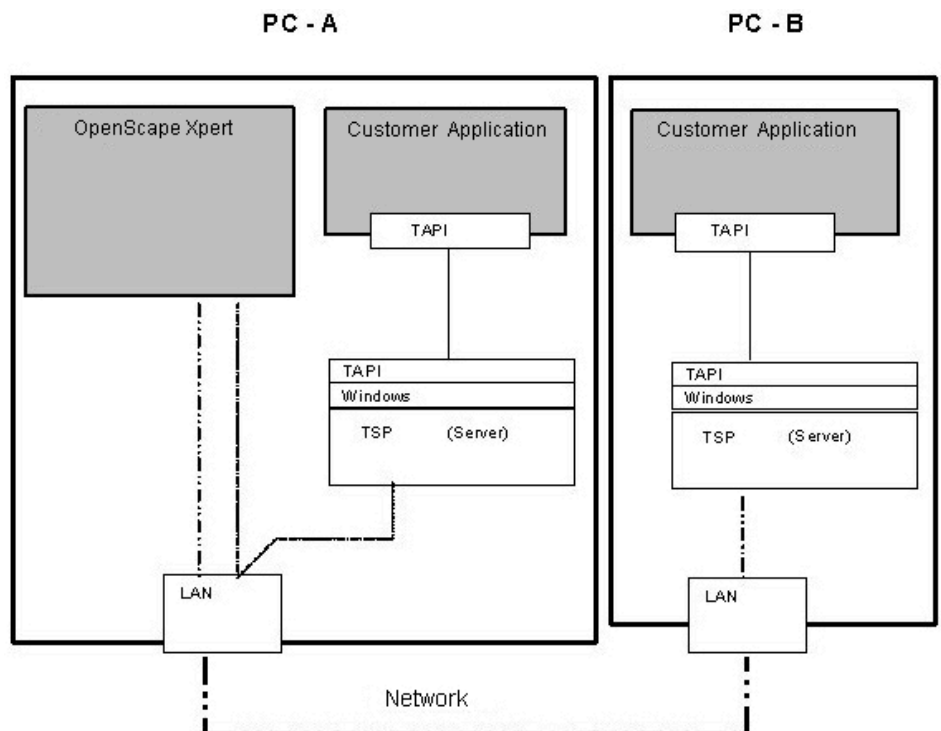 PC - A
OpenScape Xpert
Customer Application
TAPI
TAPI
Windows
TSP (Server)
LAN
PC - B
Customer Application
TAPI
TAPI
Windows
TSP (Server)
LAN
Network